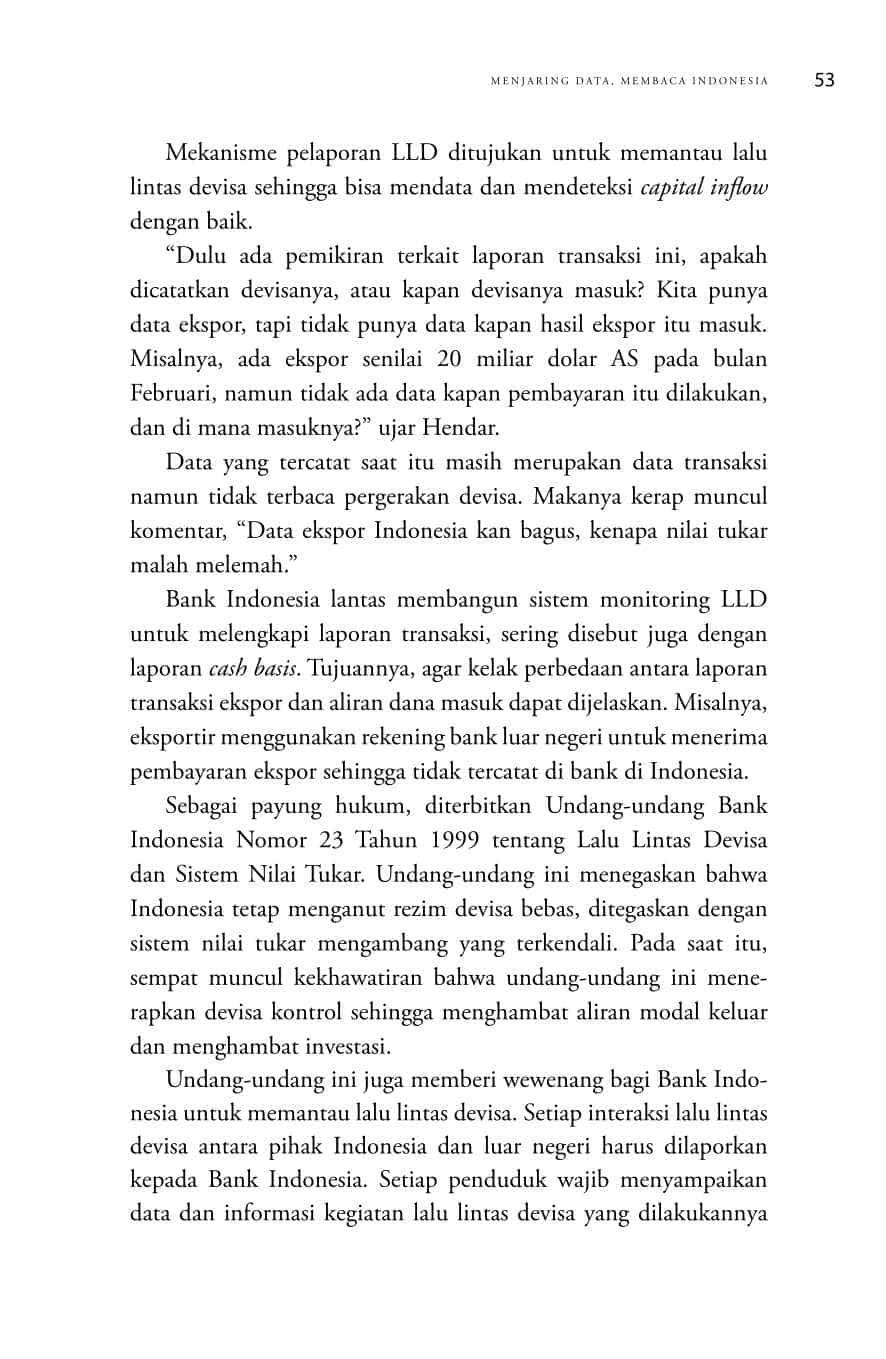 MENJARING DATA, MEMBACA INDONESIA 53
Mekanisme pelaporan LLD ditujukan untuk memantau lalu
lintas devisa sehingga bisa mendata dan mendeteksi capital inflow
dengan baik.
“Dulu ada pemikiran terkait laporan transaksi ini, apakah
dicatatkan devisanya, atau kapan devisanya masuk? Kita punya
data ekspor, tapi tidak punya data kapan hasil ekspor itu masuk.
Misalnya, ada ekspor senilai 20 miliar dolar AS pada bulan
Februari, namun tidak ada data kapan pembayaran itu dilakukan,
dan di mana masuknya?” ujar Hendar.
Data yang tercatat saat itu masih merupakan data transaksi
namun tidak terbaca pergerakan devisa. Makanya kerap muncul
komentar, “Data ekspor Indonesia kan bagus, kenapa nilai tukar
malah melemah.”
Bank Indonesia lantas membangun sistem monitoring LLD
untuk melengkapi laporan transaksi, sering disebut juga dengan
laporan cash basis. Tujuannya, agar kelak perbedaan antara laporan
transaksi ekspor dan aliran dana masuk dapat dijelaskan. Misalnya,
eksportir menggunakan rekening bank luar negeri untuk menerima
pembayaran ekspor sehingga tidak tercatat di bank di Indonesia.
Sebagai payung hukum, diterbitkan Undang-undang Bank
Indonesia Nomor 23 Tahun 1999 tentang Lalu Lintas Devisa
dan Sistem Nilai Tukar. Undang-undang ini menegaskan bahwa
Indonesia tetap menganut rezim devisa bebas, ditegaskan dengan
sistem nilai tukar mengambang yang terkendali. Pada saat itu,
sempat muncul kekhawatiran bahwa undang-undang ini mene-
rapkan devisa kontrol sehingga menghambat aliran modal keluar
dan menghambat investasi.
Undang-undang ini juga memberi wewenang bagi Bank Indo-
nesia untuk memantau lalu lintas devisa. Setiap interaksi lalu lintas
devisa antara pihak Indonesia dan luar negeri harus dilaporkan
kepada Bank Indonesia. Setiap penduduk wajib menyampaikan
data dan informasi kegiatan lalu lintas devisa yang dilakukannya